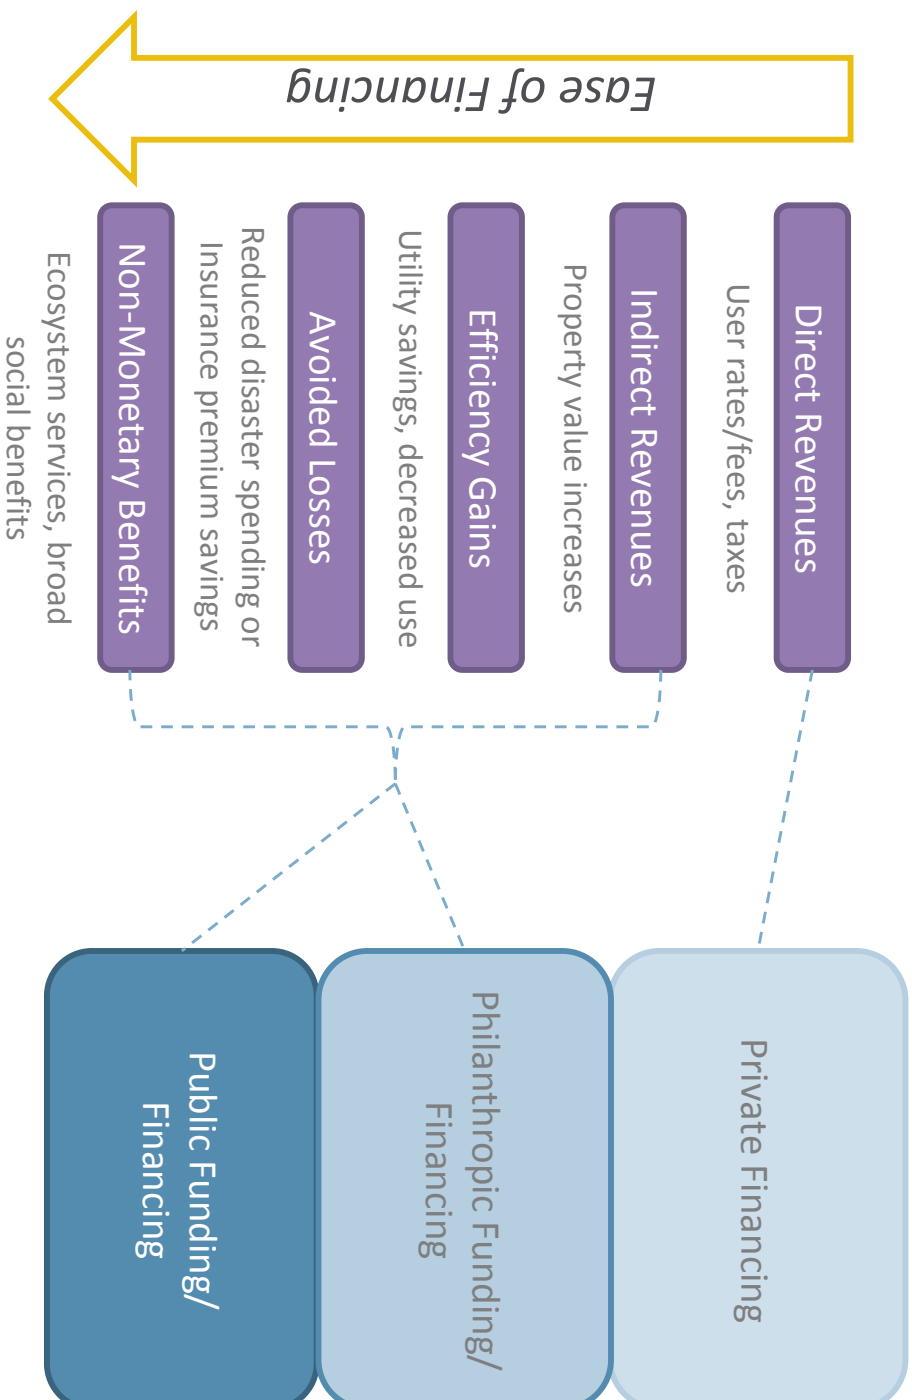 Ease of Financing
Direct Revenues
User rates/fees, taxes
Indirect Revenues
Property value increases
Efficiency Gains
Utility savings, decreased use
Avoided Losses
Reduced disaster spending or
Insurance premium savings
Non-Monetary Benefits
Ecosystem services, broad
social benefits
Private Financing
Philanthropic Funding/
Financing
Public Funding/
Financing